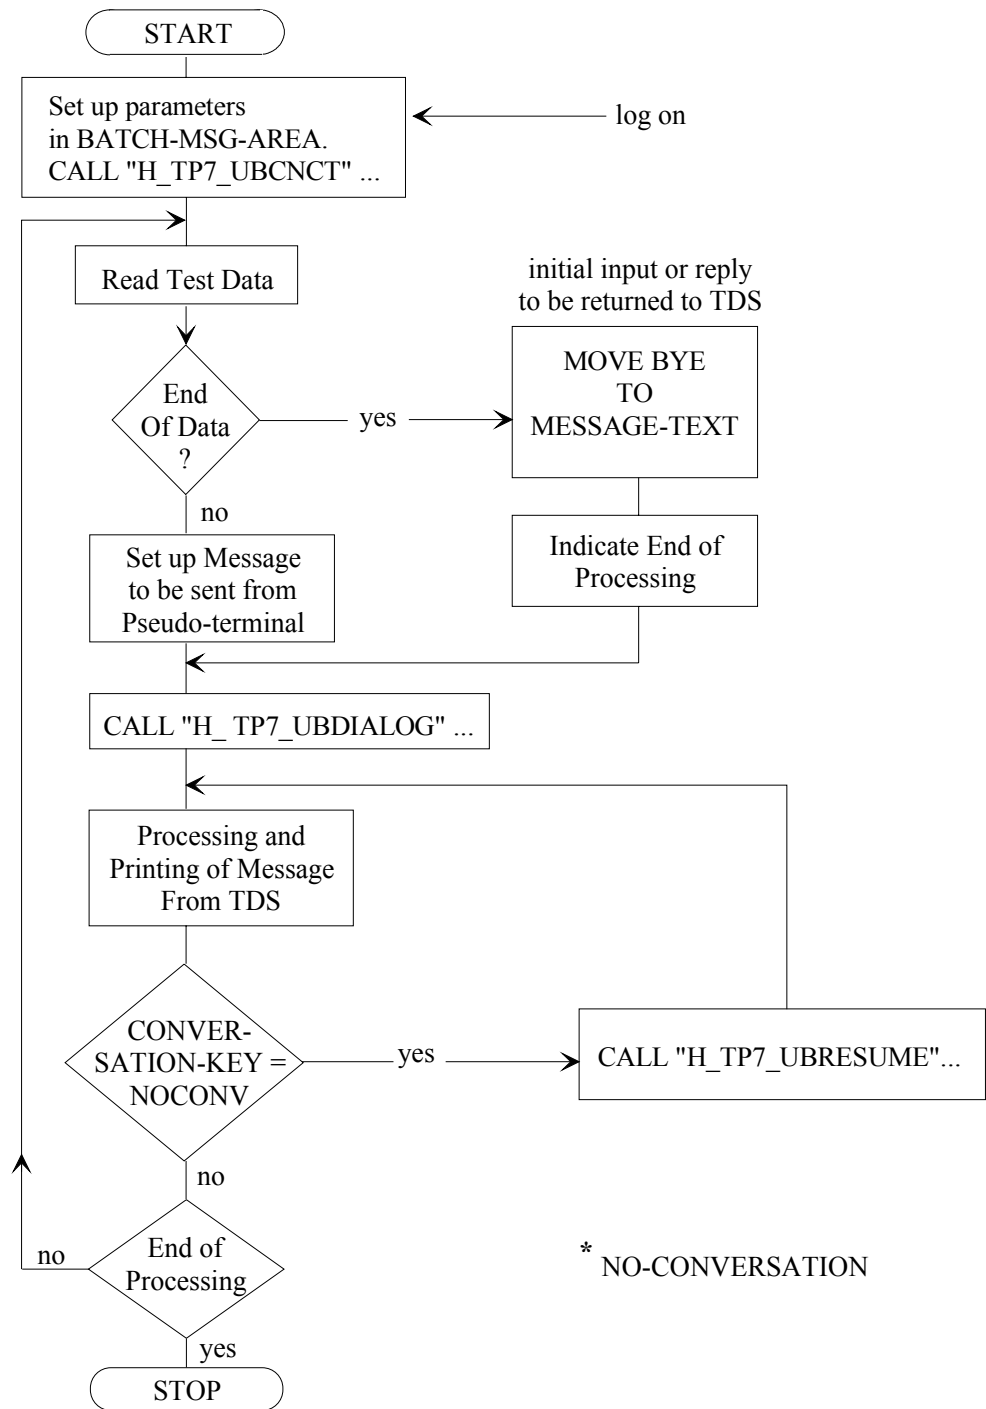 START
Set up parameters
in BATCH-MSG-AREA.
CALL "H_TP7_UBCNCT" ...
log on
Read Test Data
initial input or reply
to be returned to TDS
MOVE BYE
TO
MESSAGE-TEXT
End
Of Data
?
yes
no
Indicate End of
Processing
Set up Message
to be sent from
Pseudo-terminal
CALL "H_ TP7_UBDIALOG" ...
Processing and
Printing of Message
From TDS
CONVER-
SATION-KEY =
NOCONV
yes
CALL "H_TP7_UBRESUME"...
no
End of
Processing
no
* NO-CONVERSATION
yes
STOP